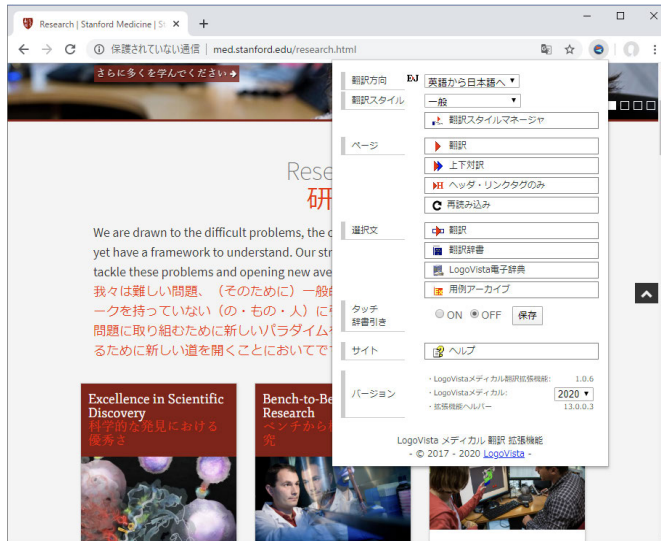 Research | Stanford Medicine | St
保護されていない通信 | med.stanford.edu/research.html
さらに多くを学んでください
翻訳方向
EJ
英語から日本語へ
翻訳スタイル
一般
翻訳スタイルマネージャ
ページ
翻訳
上下対訳
H ヘッダ・リンクタグのみ
再読み込み
選択文
翻訳
翻訳辞書
LogoVista電子辞典
用例アーカイブ
タッチ
辞書引き
ON OFF 保存
サイト
ヘルプ
バージョン
・LogoVistaメディカル翻訳拡張機能: 1.0.6
・LogoVistaメディカル: 2020
・拡張機能ヘルパー 13.0.0.3
LogoVista メディカル 翻訳 拡張機能
- © 2017 - 2020 LogoVista -
Rese
研
We are drawn to the difficult problems, the
yet have a framework to understand. Our
tackle these problems and opening new
我々は難しい問題、（そのために）一般
ークを持っていない（の・もの・人）に
問題に取り組むために新しいパラダイム
るために新しい道を開くことにおいて
Excellence in Scientific
Discovery
科学的な発見における
優秀さ
Bench-to-Be
Research
ベンチから
究